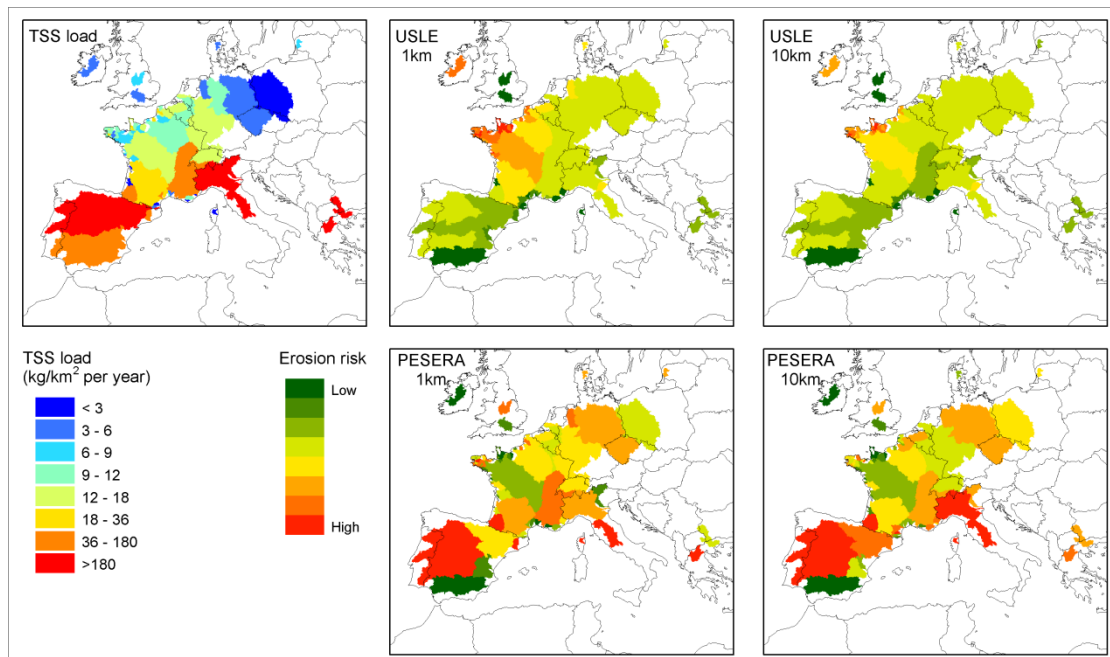 TSS load
USLE
1km
USLE
10km
TSS load
(kg/km² per year)
< 3
3 - 6
6 - 9
9 - 12
12 - 18
18 - 36
36 - 180
>180
Erosion risk
Low
High
PESERA
1km
PESERA
10km